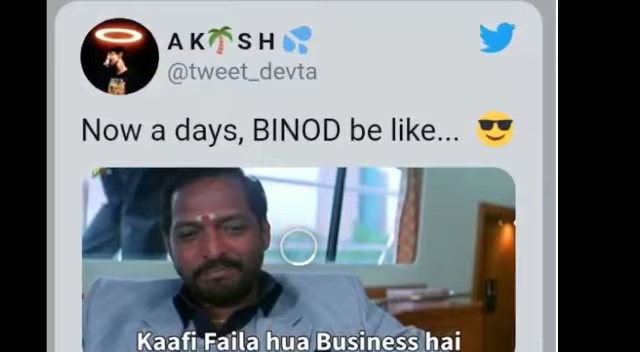 AK🌴SH💦
@tweet_devta
Now a days, BINOD be like... 😎
Kaafi Faila hua Business hai